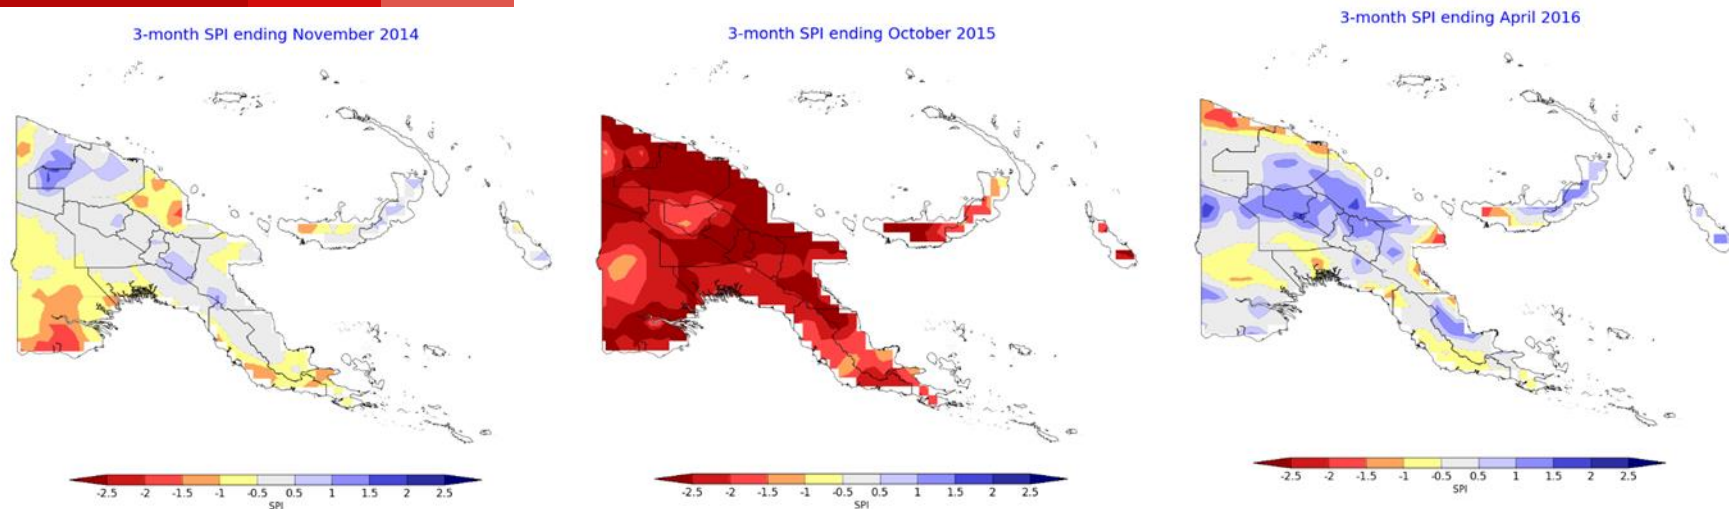 3-month SPI ending November 2014
-2.5 -2 -1.5 -1 -0.5 0.5 1 1.5 2 2.5
SPI
3-month SPI ending October 2015
-2.5 -2 -1.5 -1 -0.5 0.5 1 1.5 2 2.5
SPI
3-month SPI ending April 2016
-2.5 -2 -1.5 -1 -0.5 0.5 1 1.5 2 2.5
SPI